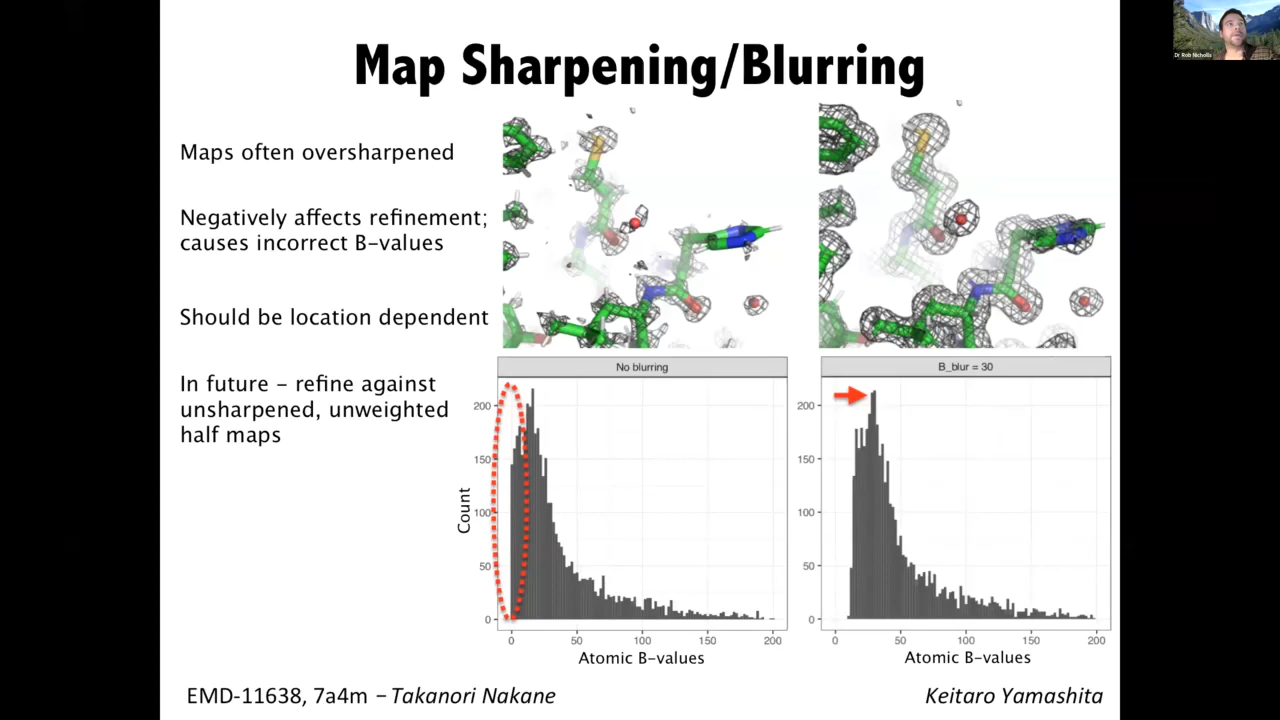 Map Sharpening/Blurring
Dr Rob Nicholls
Maps often oversharpened
Negatively affects refinement;
causes incorrect B-values
Should be location dependent
In future – refine against
unsharpened, unweighted
half maps
No blurring
200
150
100
50
0
Count
0 50 100 150 200
Atomic B-values
B_blur = 30
200
150
100
50
0
0 50 100 150 200
Atomic B-values
EMD-11638, 7a4m – Takanori Nakane
Keitaro Yamashita